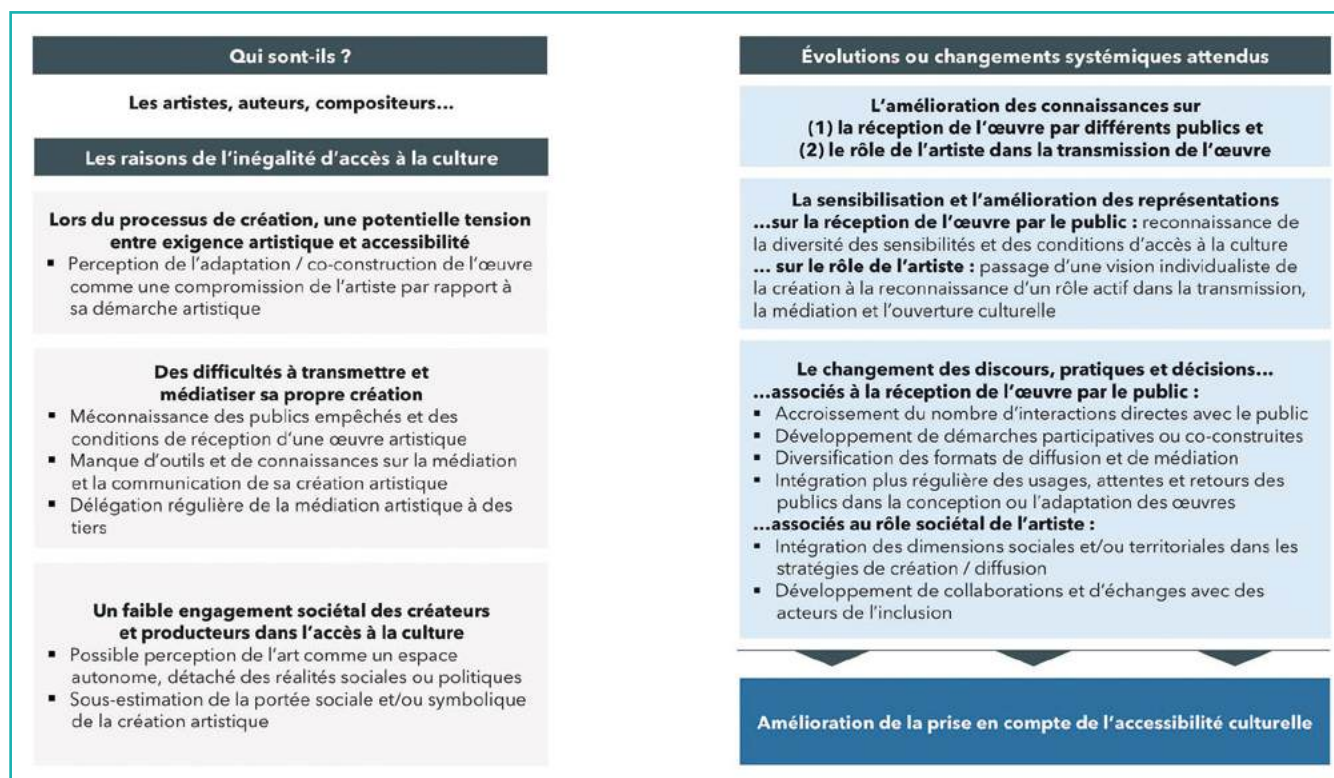 Qui sont-ils ?
Les artistes, auteurs, compositeurs...
Les raisons de l'inégalité d'accès à la culture
Lors du processus de création, une potentielle tension
entre exigence artistique et accessibilité
▪ Perception de l'adaptation / co-construction de l'œuvre
comme une compromission de l'artiste par rapport à
sa démarche artistique
Des difficultés à transmettre et
médiatiser sa propre création
▪ Méconnaissance des publics empêchés et des
conditions de réception d'une œuvre artistique
▪ Manque d'outils et de connaissances sur la médiation
et la communication de sa création artistique
▪ Délégation régulière de la médiation artistique à des
tiers
Un faible engagement sociétal des créateurs
et producteurs dans l'accès à la culture
▪ Possible perception de l'art comme un espace
autonome, détaché des réalités sociales ou politiques
▪ Sous-estimation de la portée sociale et/ou symbolique
de la création artistique
Évolutions ou changements systémiques attendus
L'amélioration des connaissances sur
(1) la réception de l'œuvre par différents publics et
(2) le rôle de l'artiste dans la transmission de l'œuvre
La sensibilisation et l'amélioration des représentations
...sur la réception de l'œuvre par le public : reconnaissance de
la diversité des sensibilités et des conditions d'accès à la culture
... sur le rôle de l'artiste : passage d'une vision individualiste de
la création à la reconnaissance d'un rôle actif dans la transmission,
la médiation et l'ouverture culturelle
Le changement des discours, pratiques et décisions...
...associés à la réception de l'œuvre par le public :
▪ Accroissement du nombre d'interactions directes avec le public
▪ Développement de démarches participatives ou co-construites
▪ Diversification des formats de diffusion et de médiation
▪ Intégration plus régulière des usages, attentes et retours des
publics dans la conception ou l'adaptation des œuvres
...associés au rôle sociétal de l'artiste :
▪ Intégration des dimensions sociales et/ou territoriales dans les
stratégies de création / diffusion
▪ Développement de collaborations et d'échanges avec des
acteurs de l'inclusion
Amélioration de la prise en compte de l'accessibilité culturelle